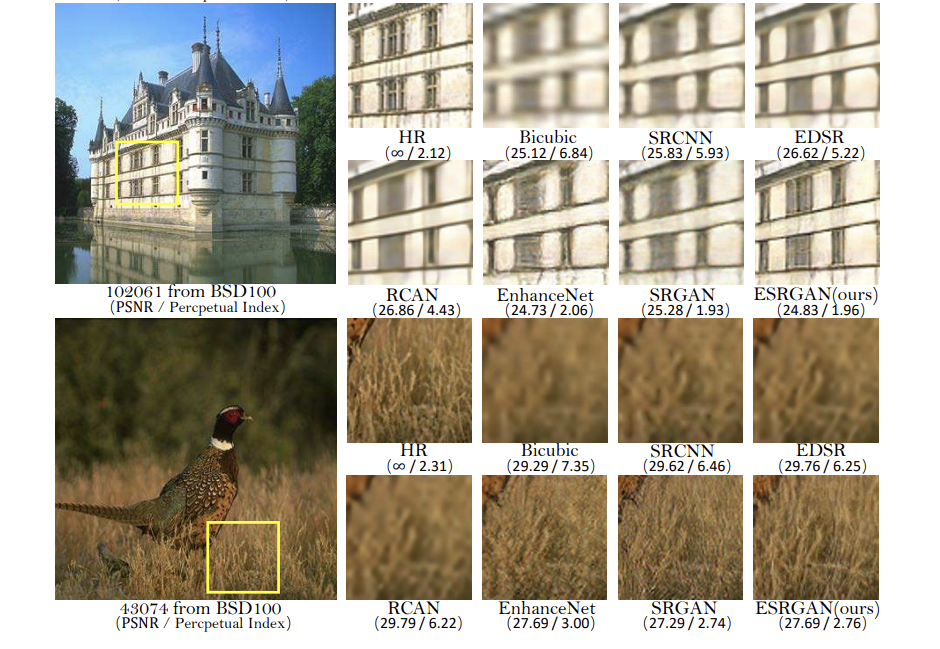 HR Bicubic SRCNN EDSR
(∞ / 2.12) (25.12 / 6.84) (25.83 / 5.93) (26.62 / 5.22)
RCAN EnhanceNet SRGAN ESRGAN(ours)
(26.86 / 4.43) (24.73 / 2.06) (25.28 / 1.93) (24.83 / 1.96)
102061 from BSD100
(PSNR / Percpetual Index)
HR Bicubic SRCNN EDSR
(∞ / 2.31) (29.29 / 7.35) (29.62 / 6.46) (29.76 / 6.25)
RCAN EnhanceNet SRGAN ESRGAN(ours)
(29.79 / 6.22) (27.69 / 3.00) (27.29 / 2.74) (27.69 / 2.76)
43074 from BSD100
(PSNR / Percpetual Index)